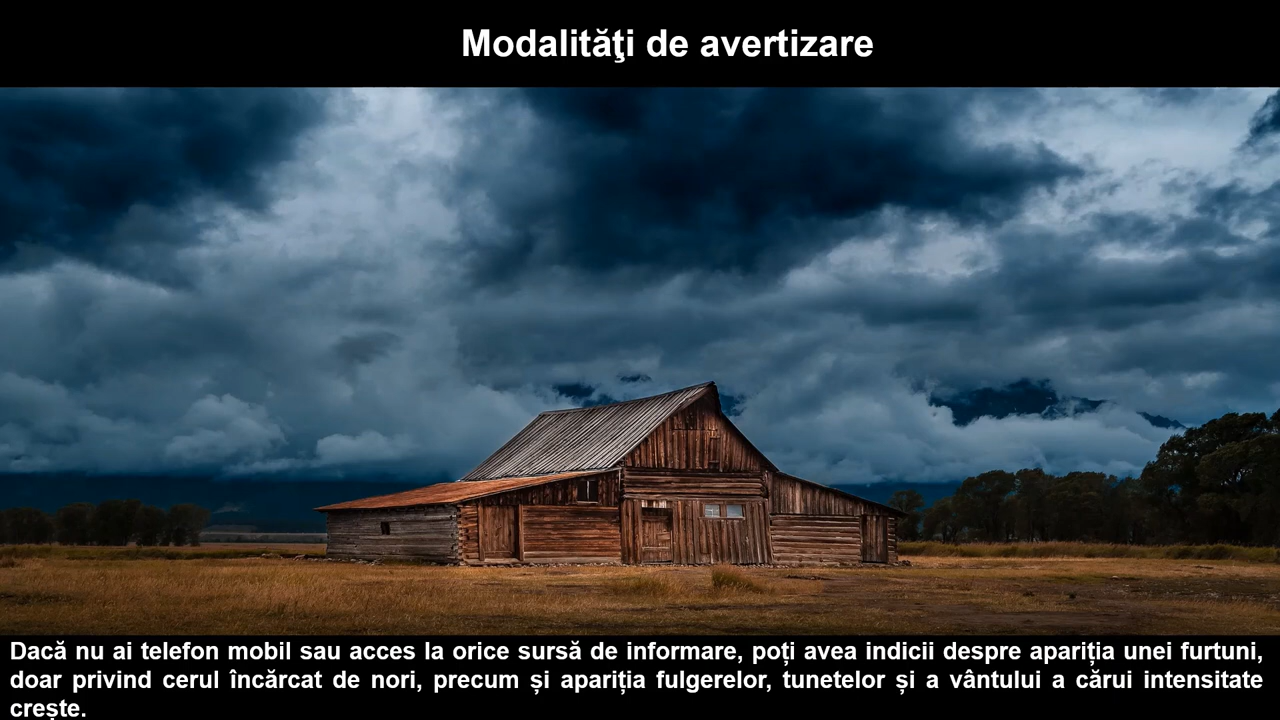 Modalităţi de avertizare
Dacă nu ai telefon mobil sau acces la orice sursă de informare, poți avea indicii despre apariția unei furtuni,
doar privind cerul încărcat de nori, precum și apariția fulgerelor, tunetelor și a vântului a cărui intensitate
crește.